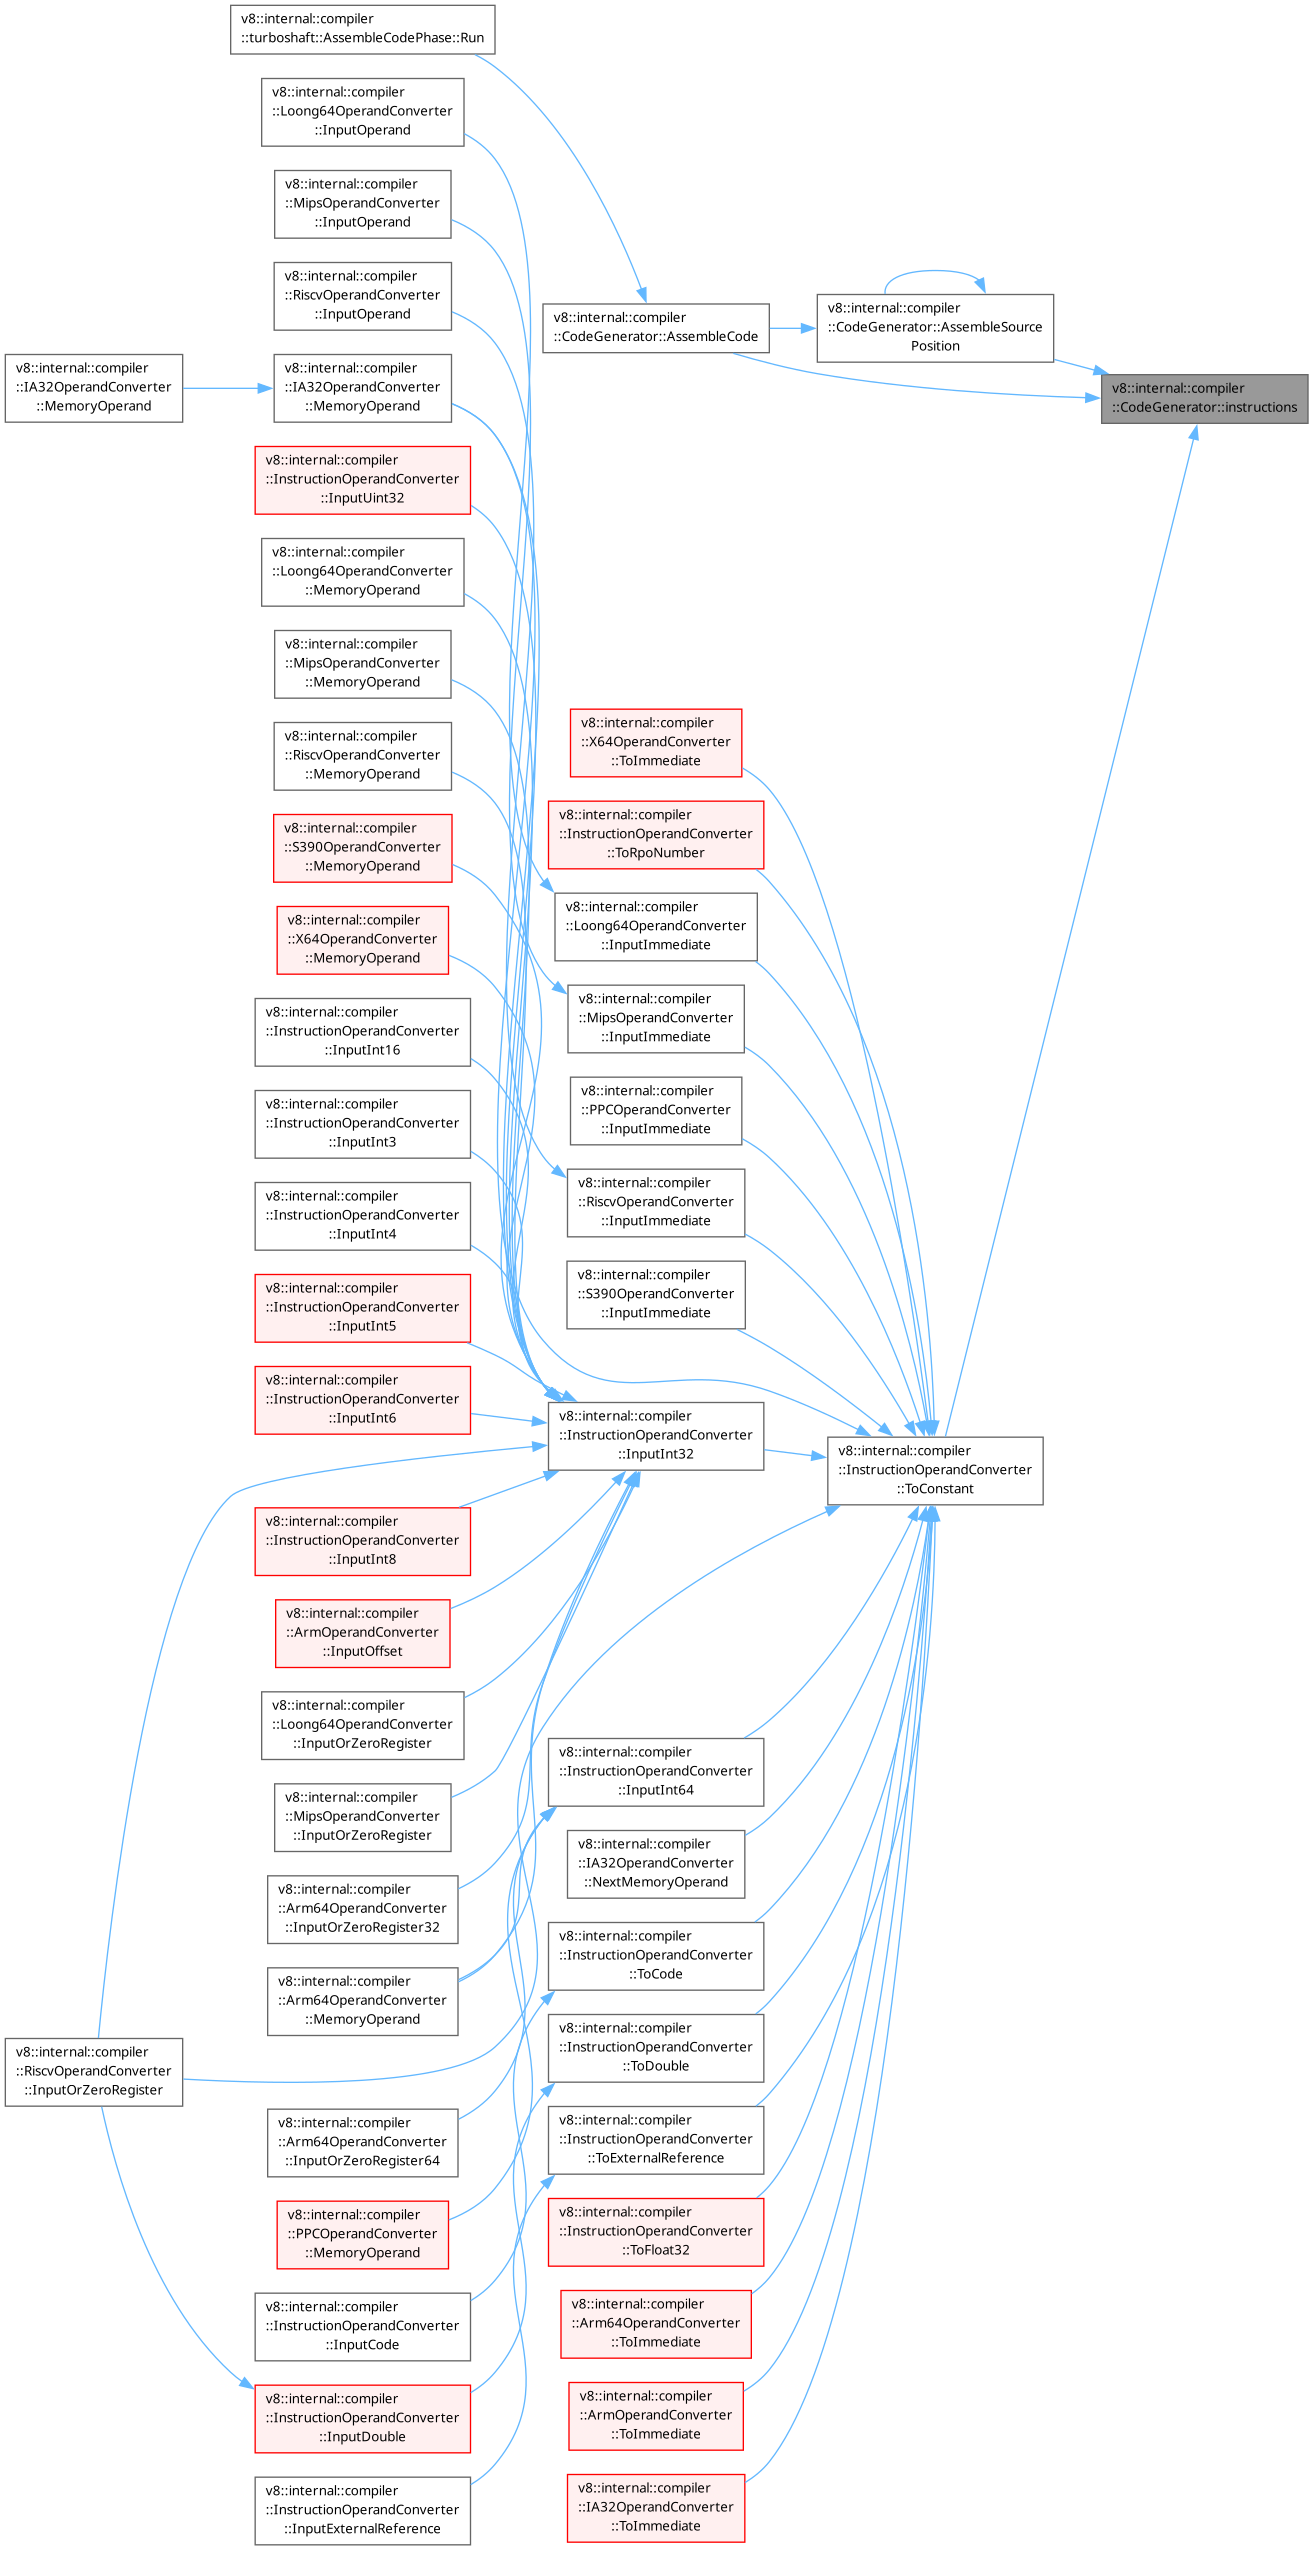 v8::internal::compiler
::turboshaft::AssembleCodePhase::Run
v8::internal::compiler
::Loong64OperandConverter
::InputOperand
v8::internal::compiler
::MipsOperandConverter
::InputOperand
v8::internal::compiler
::RiscvOperandConverter
::InputOperand
v8::internal::compiler
::IA32OperandConverter
::MemoryOperand
v8::internal::compiler
::IA32OperandConverter
::MemoryOperand
v8::internal::compiler
::InstructionOperandConverter
::InputUint32
v8::internal::compiler
::Loong64OperandConverter
::MemoryOperand
v8::internal::compiler
::MipsOperandConverter
::MemoryOperand
v8::internal::compiler
::RiscvOperandConverter
::MemoryOperand
v8::internal::compiler
::S390OperandConverter
::MemoryOperand
v8::internal::compiler
::X64OperandConverter
::MemoryOperand
v8::internal::compiler
::InstructionOperandConverter
::InputInt16
v8::internal::compiler
::InstructionOperandConverter
::InputInt3
v8::internal::compiler
::InstructionOperandConverter
::InputInt4
v8::internal::compiler
::InstructionOperandConverter
::InputInt5
v8::internal::compiler
::InstructionOperandConverter
::InputInt6
v8::internal::compiler
::InstructionOperandConverter
::InputInt8
v8::internal::compiler
::ArmOperandConverter
::InputOffset
v8::internal::compiler
::Loong64OperandConverter
::InputOrZeroRegister
v8::internal::compiler
::MipsOperandConverter
::InputOrZeroRegister
v8::internal::compiler
::Arm64OperandConverter
::InputOrZeroRegister32
v8::internal::compiler
::Arm64OperandConverter
::MemoryOperand
v8::internal::compiler
::RiscvOperandConverter
::InputOrZeroRegister
v8::internal::compiler
::Arm64OperandConverter
::InputOrZeroRegister64
v8::internal::compiler
::PPCOperandConverter
::MemoryOperand
v8::internal::compiler
::InstructionOperandConverter
::InputCode
v8::internal::compiler
::InstructionOperandConverter
::InputDouble
v8::internal::compiler
::InstructionOperandConverter
::InputExternalReference
v8::internal::compiler
::CodeGenerator::AssembleCode
v8::internal::compiler
::X64OperandConverter
::ToImmediate
v8::internal::compiler
::InstructionOperandConverter
::ToRpoNumber
v8::internal::compiler
::Loong64OperandConverter
::InputImmediate
v8::internal::compiler
::MipsOperandConverter
::InputImmediate
v8::internal::compiler
::PPCOperandConverter
::InputImmediate
v8::internal::compiler
::RiscvOperandConverter
::InputImmediate
v8::internal::compiler
::S390OperandConverter
::InputImmediate
v8::internal::compiler
::InstructionOperandConverter
::InputInt32
v8::internal::compiler
::InstructionOperandConverter
::InputInt64
v8::internal::compiler
::IA32OperandConverter
::NextMemoryOperand
v8::internal::compiler
::InstructionOperandConverter
::ToCode
v8::internal::compiler
::InstructionOperandConverter
::ToDouble
v8::internal::compiler
::InstructionOperandConverter
::ToExternalReference
v8::internal::compiler
::InstructionOperandConverter
::ToFloat32
v8::internal::compiler
::Arm64OperandConverter
::ToImmediate
v8::internal::compiler
::ArmOperandConverter
::ToImmediate
v8::internal::compiler
::IA32OperandConverter
::ToImmediate
v8::internal::compiler
::CodeGenerator::AssembleSource
Position
v8::internal::compiler
::InstructionOperandConverter
::ToConstant
v8::internal::compiler
::CodeGenerator::instructions